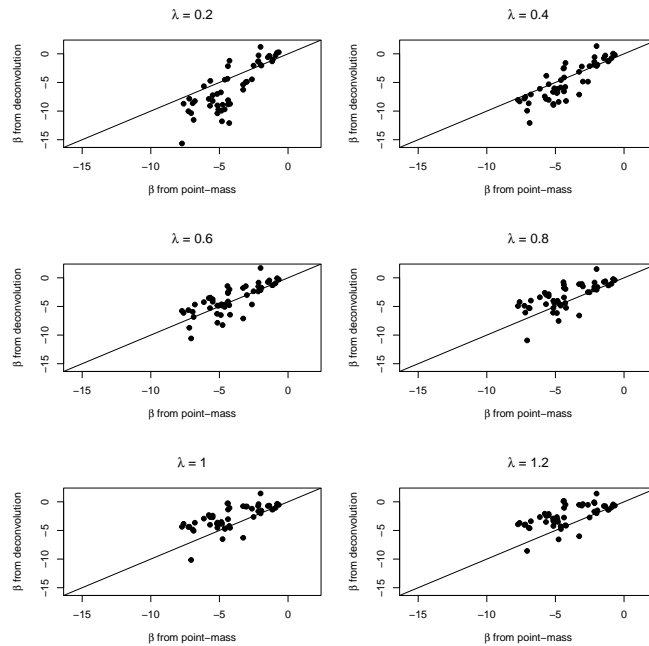 λ = 0.2
λ = 0.4
β from deconvolution
0
−5
−10
−15
β from deconvolution
0
−5
−10
−15
−15
−10
−5
0
−15
−10
−5
0
β from point−mass
β from point−mass
λ = 0.6
λ = 0.8
β from deconvolution
0
−5
−10
−15
β from deconvolution
0
−5
−10
−15
−15
−10
−5
0
−15
−10
−5
0
β from point−mass
β from point−mass
λ = 1
λ = 1.2
β from deconvolution
0
−5
−10
−15
β from deconvolution
0
−5
−10
−15
−15
−10
−5
0
−15
−10
−5
0
β from point−mass
β from point−mass